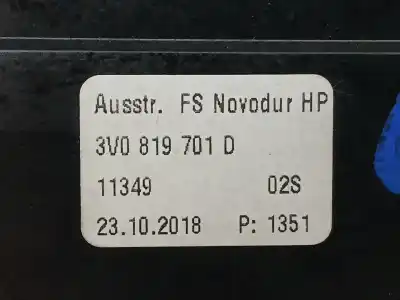 Ausstr. FS Novodur HP
3V0 819 701 D
11349 02S
23.10.2018 P: 1351